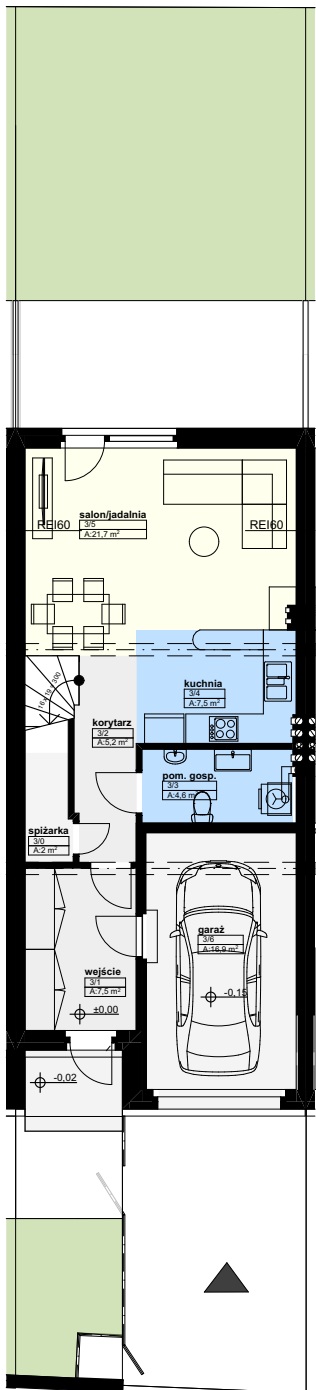 salon/jadalnia
3/5
A:21,7 m²
REI60
REI60
16x19x300
kuchnia
3/4
A:7,5 m²
korytarz
3/2
A:5,2 m²
pom. gosp.
3/3
A:4,6 m²
spiżarka
3/0
A:2 m²
garaż
3/6
A:16,9 m²
-0,15
wejście
3/1
A:7,5 m²
±0,00
-0,02